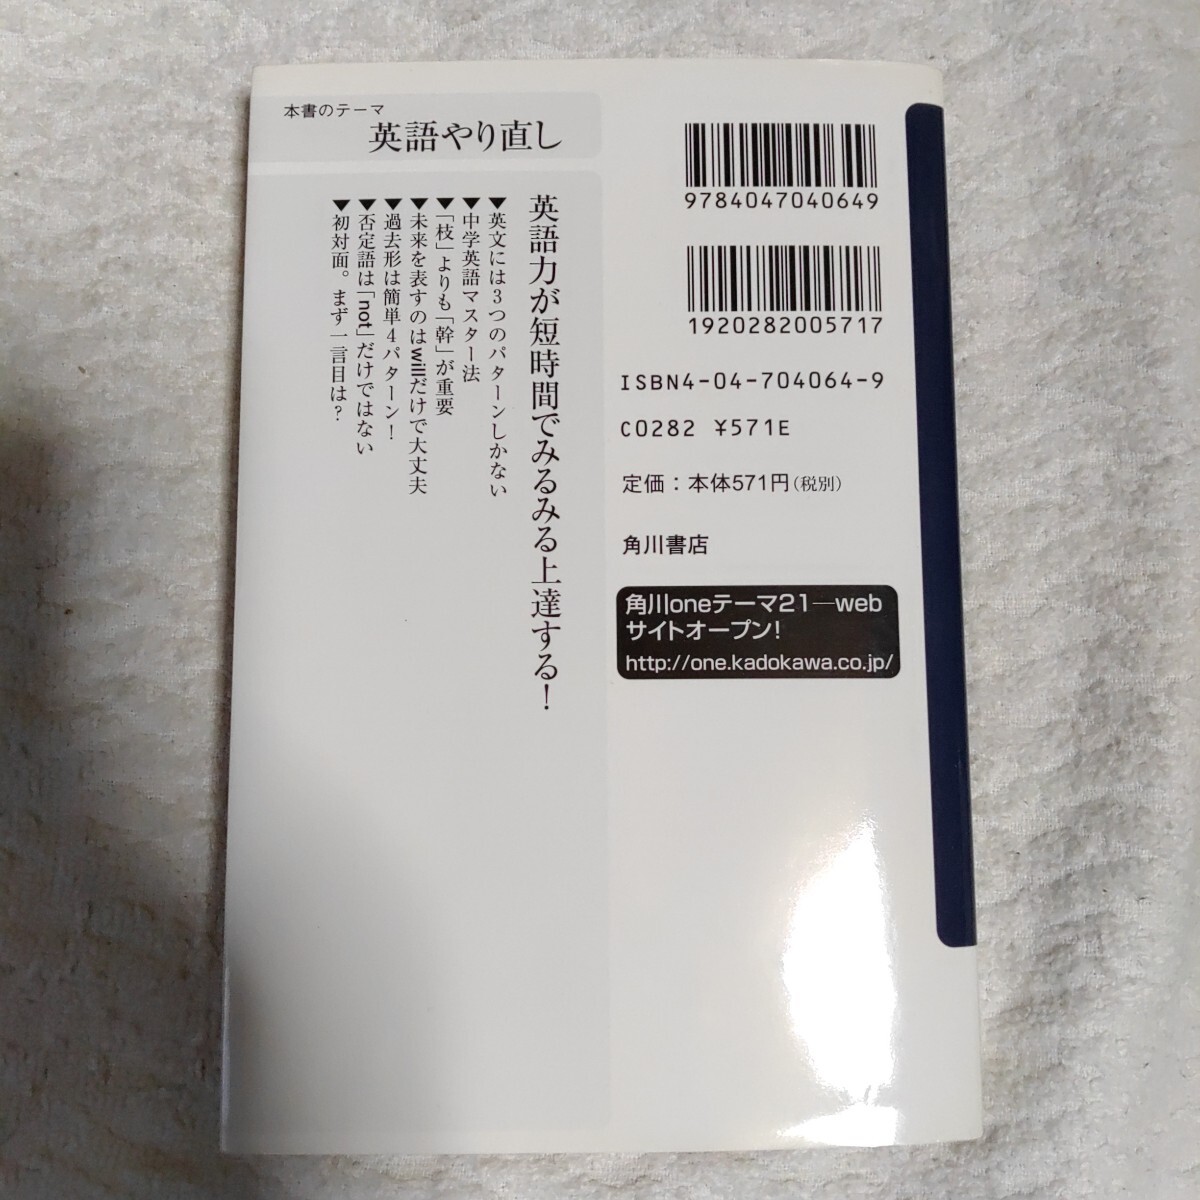 本書のテーマ
英語やり直し
英語力が短時間でみるみる上達する！
▼英文には3つのパターンしかない
▼中学英語マスター法
▼「枝」よりも「幹」が重要
▼未来を表すのはwillだけで大丈夫
▼過去形は簡単4パターン！
▼否定語は「not」だけではない
▼初対面。まず一言目は？
9784047040649
1920282005717
ISBN4-04-704064-9
C0282 ¥571E
定価：本体571円（税別）
角川書店
角川oneテーマ21―web
サイトオープン！
http://one.kadokawa.co.jp/